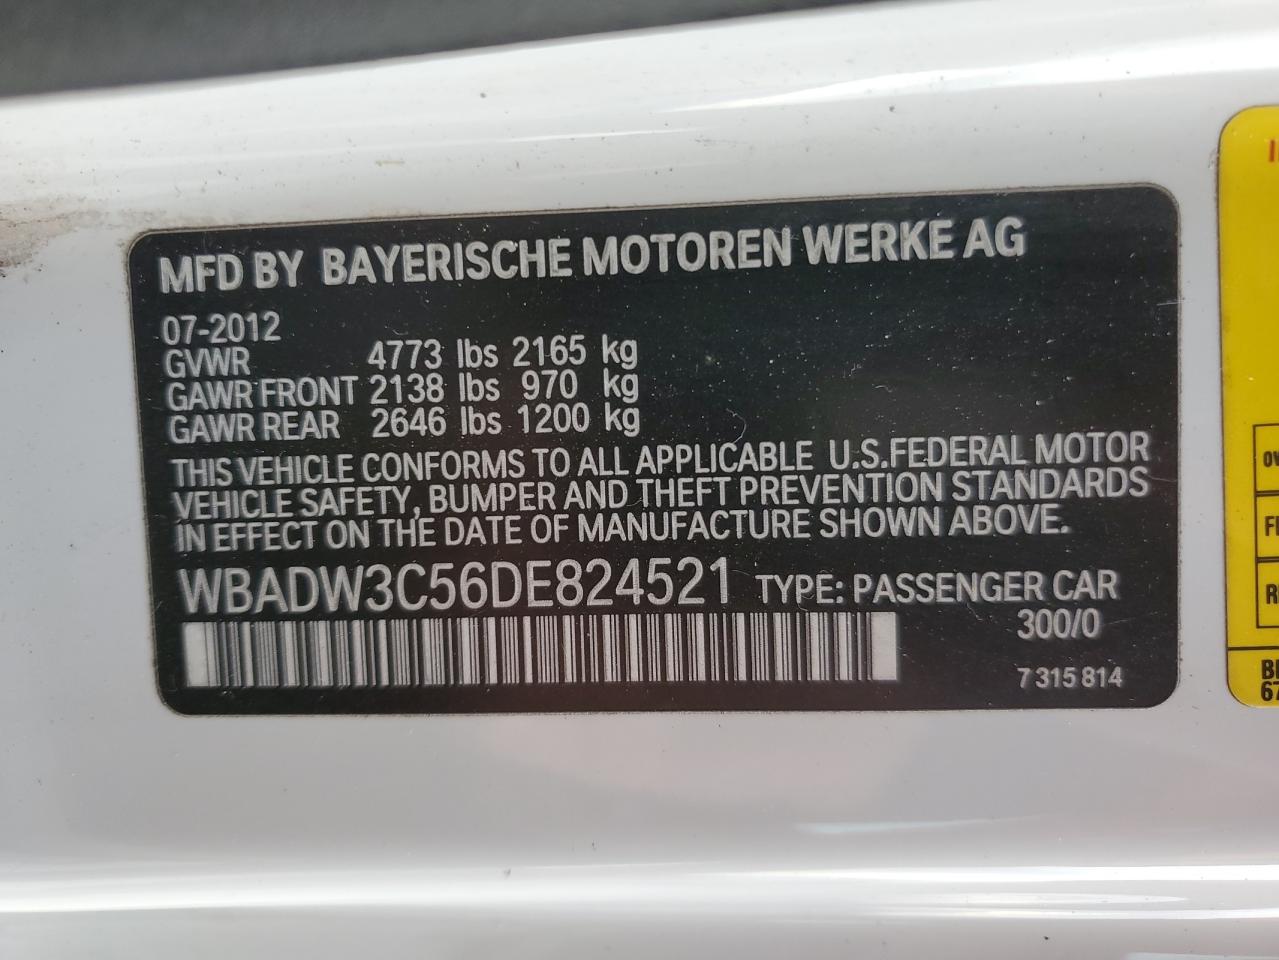 MFD BY BAYERISCHE MOTOREN WERKE AG
07-2012
GVWR 4773 lbs 2165 kg
GAWR FRONT 2138 lbs 970 kg
GAWR REAR 2646 lbs 1200 kg
THIS VEHICLE CONFORMS TO ALL APPLICABLE U.S.FEDERAL MOTOR
VEHICLE SAFETY, BUMPER AND THEFT PREVENTION STANDARDS
IN EFFECT ON THE DATE OF MANUFACTURE SHOWN ABOVE.
WBADW3C56DE824521 TYPE: PASSENGER CAR
300/0
7 315 814